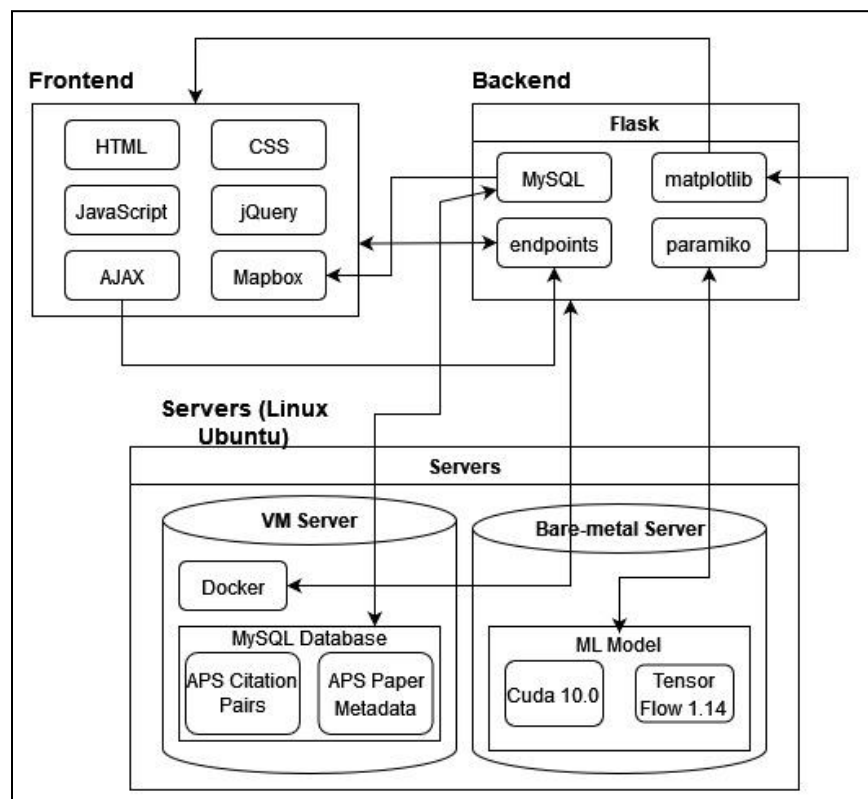 Frontend
Backend
Flask
HTML
CSS
MySQL
matplotlib
JavaScript
jQuery
endpoints
paramiko
AJAX
Mapbox
Servers (Linux
Ubuntu)
Servers
VM Server
Bare-metal Server
Docker
MySQL Database
APS Citation
Pairs
APS Paper
Metadata
ML Model
Cuda 10.0
Tensor
Flow 1.14